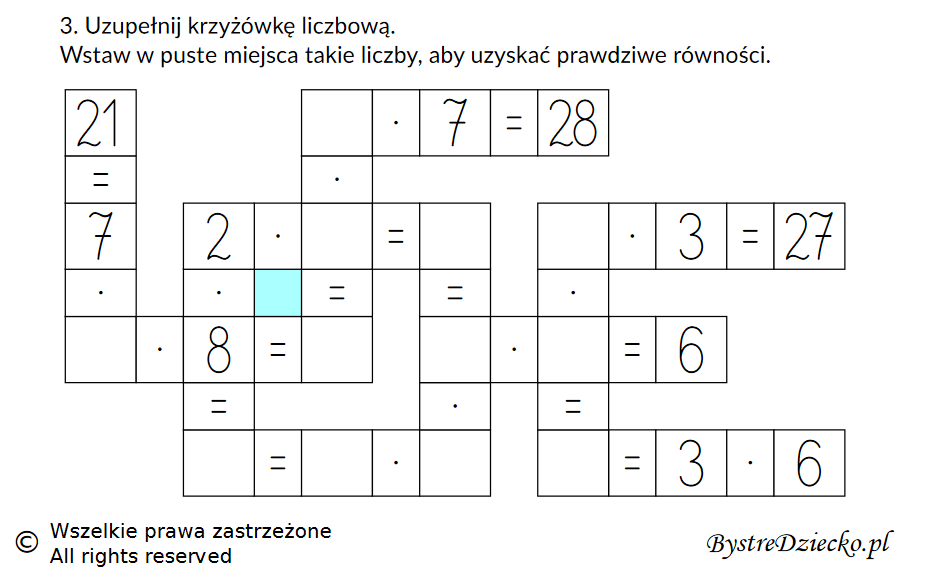 3. Uzupełnij krzyżówkę liczbową.
Wstaw w puste miejsca takie liczby, aby uzyskać prawdziwe równości.
21 · 7 = 28
= ·
7 2 · = · 3 = 27
· · = = ·
· 8 = · = 6
= · =
= · = 3 · 6
© Wszelkie prawa zastrzeżone
All rights reserved
BystreDziecko.pl